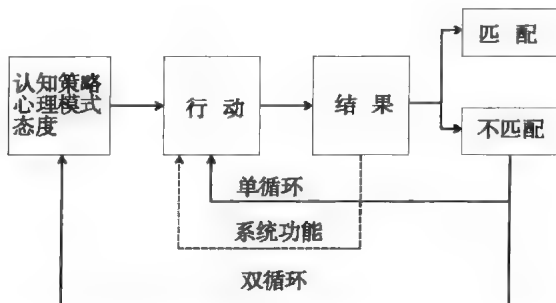 匹 配
认知策略
心理模式
态度
行 动
结 果
不匹配
单循环
系统功能
双循环